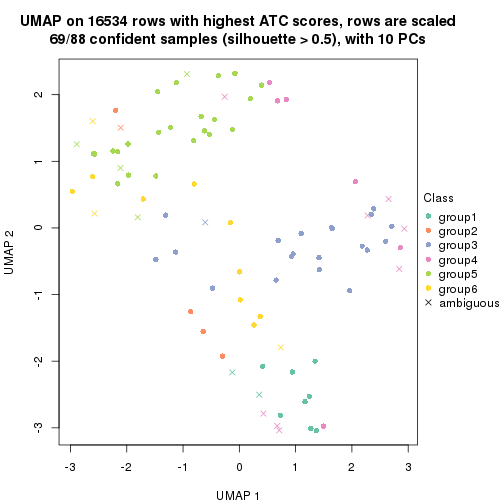 UMAP on 16534 rows with highest ATC scores, rows are scaled
69/88 confident samples (silhouette > 0.5), with 10 PCs
UMAP 2
2
1
0
-1
-2
-3
-3
-2
-1
0
1
2
3
UMAP 1
Class
group1
group2
group3
group4
group5
group6
ambiguous